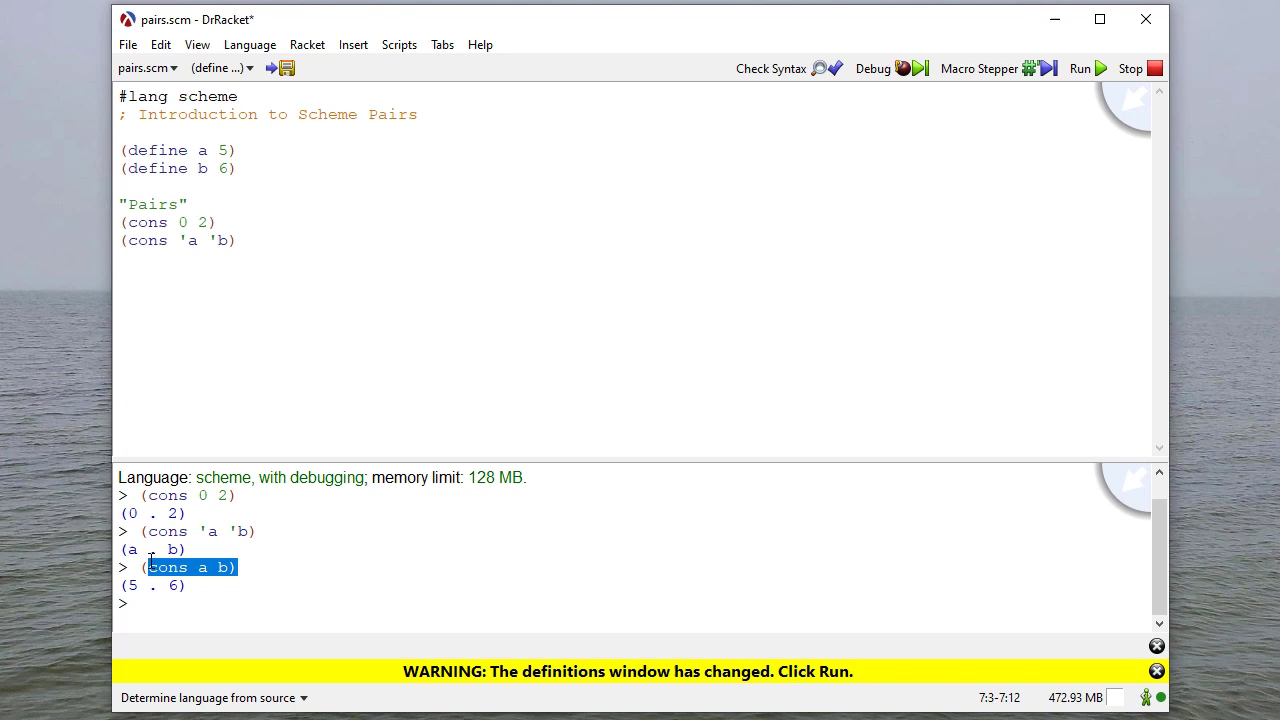 pairs.scm - DrRacket*
File Edit View Language Racket Insert Scripts Tabs Help
pairs.scm (define ...) Check Syntax Debug Macro Stepper Run Stop
#lang scheme
; Introduction to Scheme Pairs
(define a 5)
(define b 6)
"Pairs"
(cons 0 2)
(cons 'a 'b)
Language: scheme, with debugging; memory limit: 128 MB.
> (cons 0 2)
(0 . 2)
> (cons 'a 'b)
(a . b)
> (cons a b)
(5 . 6)
>
WARNING: The definitions window has changed. Click Run.
Determine language from source 7:3-7:12 472.93 MB